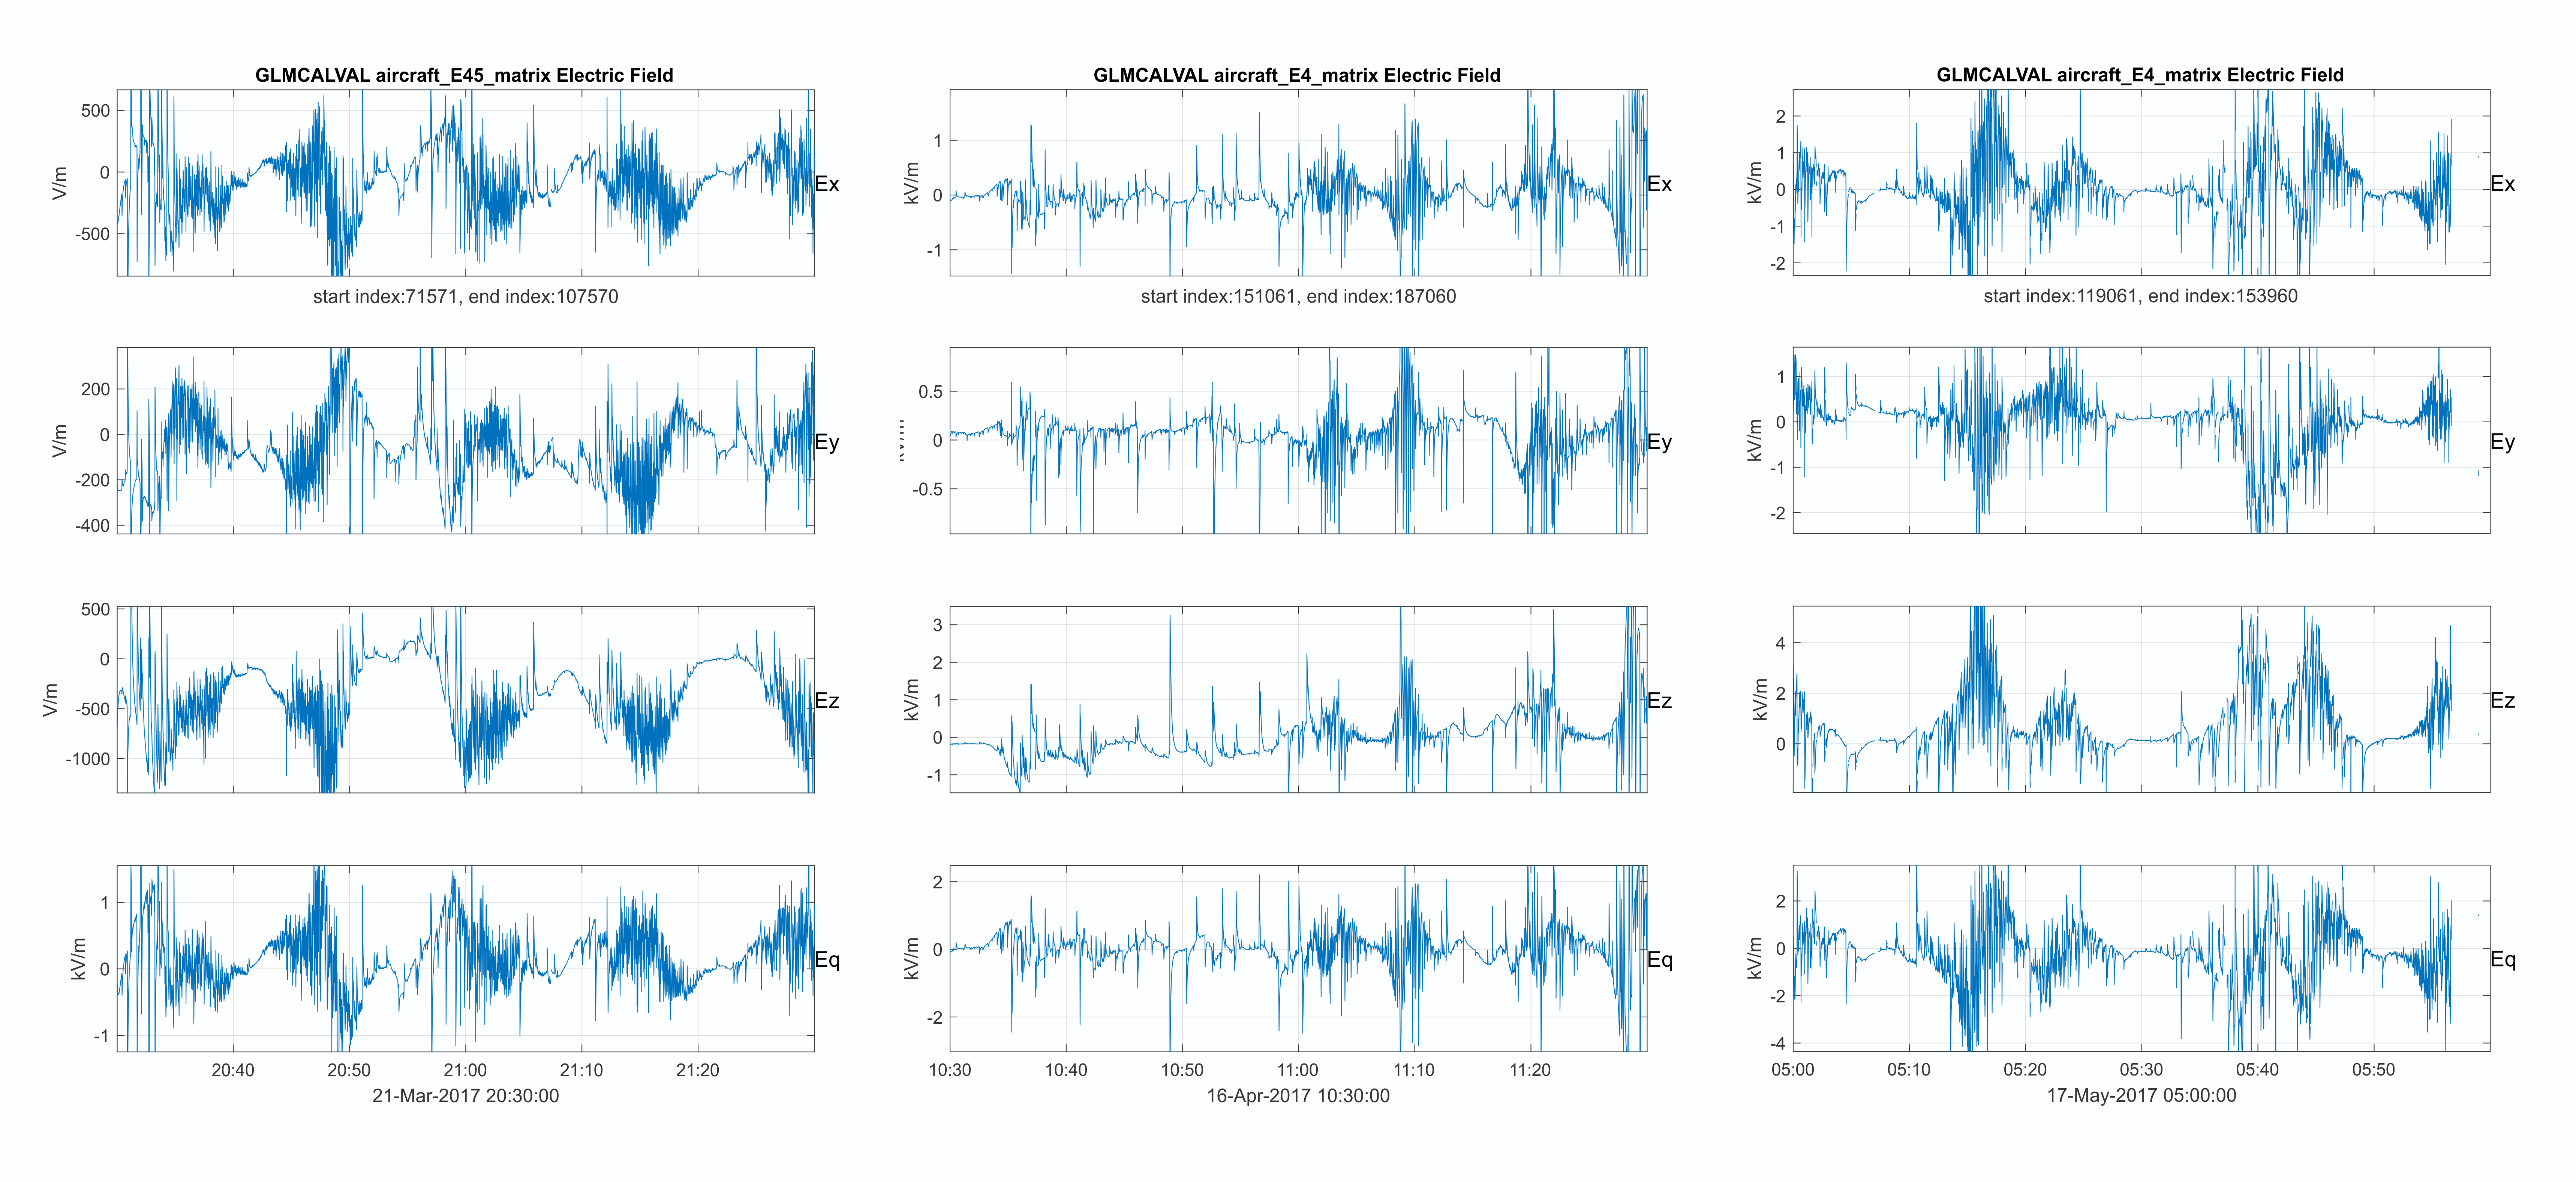 GLMCALVAL aircraft_E45_matrix Electric Field
500
0
-500
V/m
Ex
start index:71571, end index:107570
200
0
-200
-400
V/m
Ey
500
0
-500
-1000
V/m
Ez
1
0
-1
kV/m
Eq
20:40 20:50 21:00 21:10 21:20
21-Mar-2017 20:30:00
GLMCALVAL aircraft_E4_matrix Electric Field
1
0
-1
kV/m
Ex
start index:151061, end index:187060
0.5
0
-0.5
Ey
3
2
1
0
-1
kV/m
Ez
2
0
-2
kV/m
Eq
10:30 10:40 10:50 11:00 11:10 11:20
16-Apr-2017 10:30:00
GLMCALVAL aircraft_E4_matrix Electric Field
2
1
0
-1
-2
kV/m
Ex
start index:119061, end index:153960
1
0
-1
-2
kV/m
Ey
4
2
0
kV/m
Ez
2
0
-2
-4
kV/m
Eq
05:00 05:10 05:20 05:30 05:40 05:50
17-May-2017 05:00:00